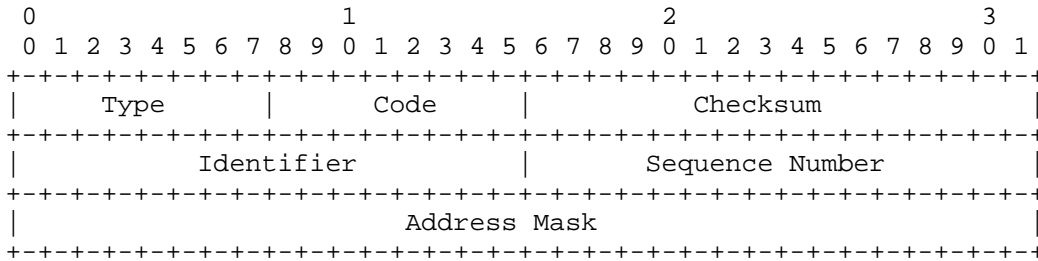 0                   1                   2                   3
 0 1 2 3 4 5 6 7 8 9 0 1 2 3 4 5 6 7 8 9 0 1 2 3 4 5 6 7 8 9 0 1
+-+-+-+-+-+-+-+-+-+-+-+-+-+-+-+-+-+-+-+-+-+-+-+-+-+-+-+-+-+-+-+-+
|     Type      |      Code     |          Checksum             |
+-+-+-+-+-+-+-+-+-+-+-+-+-+-+-+-+-+-+-+-+-+-+-+-+-+-+-+-+-+-+-+-+
|           Identifier          |       Sequence Number         |
+-+-+-+-+-+-+-+-+-+-+-+-+-+-+-+-+-+-+-+-+-+-+-+-+-+-+-+-+-+-+-+-+
|                        Address Mask                           |
+-+-+-+-+-+-+-+-+-+-+-+-+-+-+-+-+-+-+-+-+-+-+-+-+-+-+-+-+-+-+-+-+